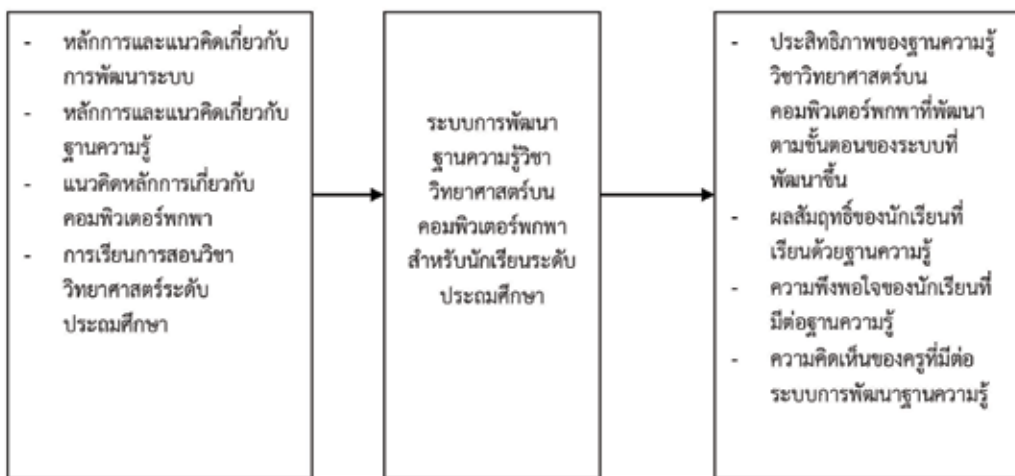 - หลักการและแนวคิดเกี่ยวกับ
การพัฒนาระบบ
- หลักการและแนวคิดเกี่ยวกับ
ฐานความรู้
- แนวคิดหลักการเกี่ยวกับ
คอมพิวเตอร์พกพา
- การเรียนการสอนวิชา
วิทยาศาสตร์ระดับ
ประถมศึกษา
ระบบการพัฒนา
ฐานความรู้วิชา
วิทยาศาสตร์บน
คอมพิวเตอร์พกพา
สำหรับนักเรียนระดับ
ประถมศึกษา
- ประสิทธิภาพของฐานความรู้
วิชาวิทยาศาสตร์บน
คอมพิวเตอร์พกพาที่พัฒนา
ตามขั้นตอนของระบบที่
พัฒนาขึ้น
- ผลสัมฤทธิ์ของนักเรียนที่
เรียนด้วยฐานความรู้
- ความพึงพอใจของนักเรียนที่
มีต่อฐานความรู้
- ความคิดเห็นของครูที่มีต่อ
ระบบการพัฒนาฐานความรู้